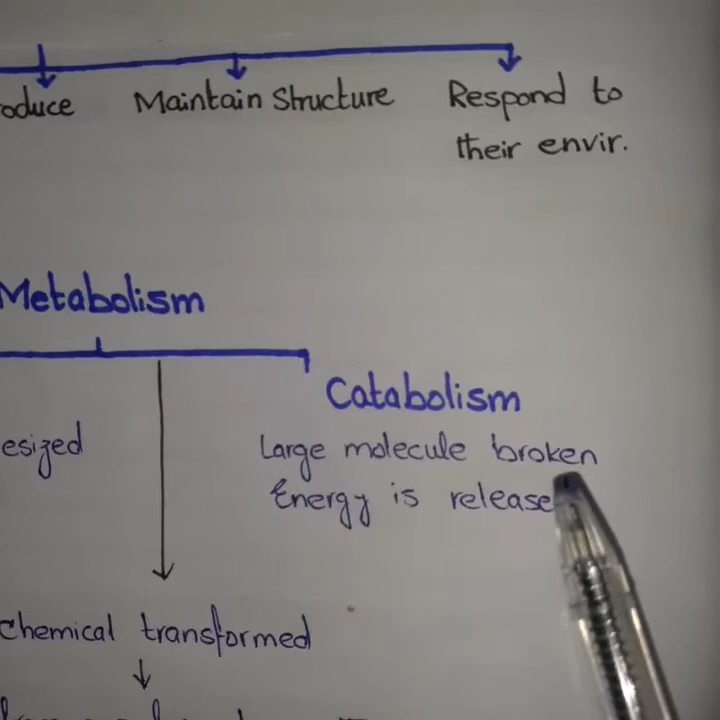 oduce Maintain Structure Respond to
their envir.
Metabolism
Catabolism
esized Large molecule broken
Energy is release
Chemical transformed